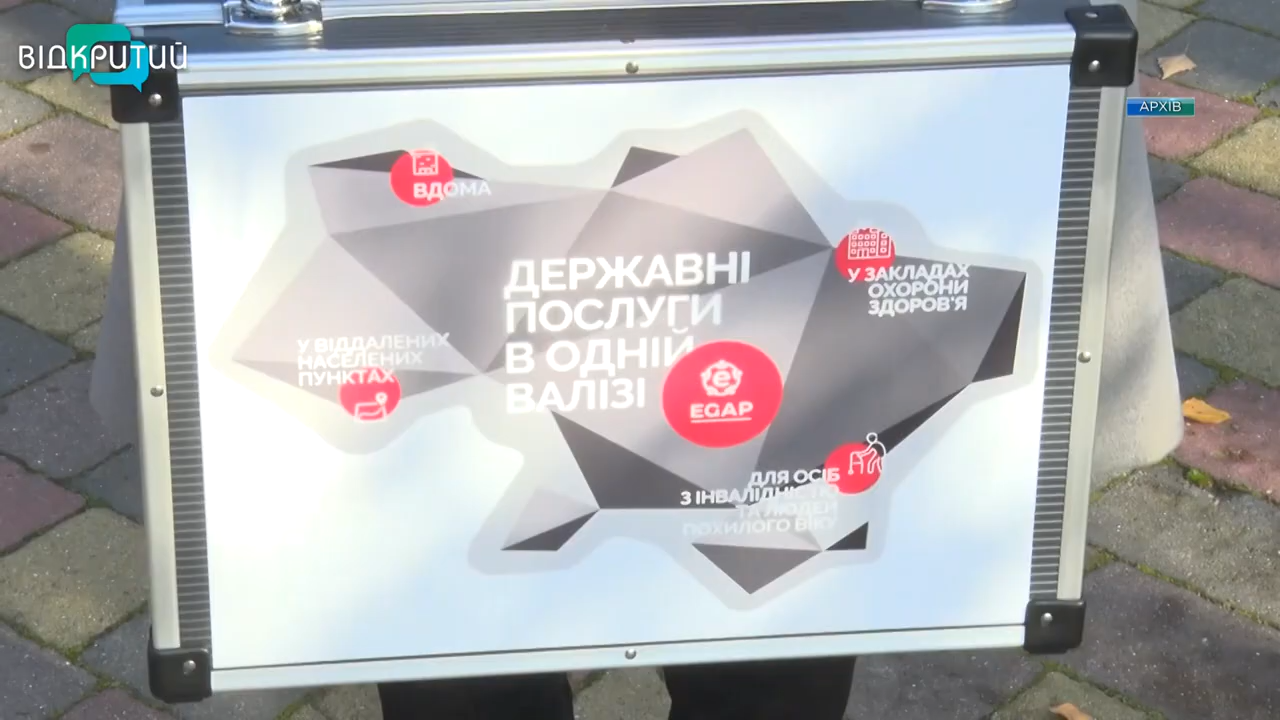 ВІДКРИТИЙ
АРХІВ
ВДОМА
У ЗАКЛАДАХ
ОХОРОНИ
ЗДОРОВ'Я
ДЕРЖАВНІ
ПОСЛУГИ
В ОДНІЙ
ВАЛІЗІ
У ВІДДАЛЕНИХ
НАСЕЛЕНИХ
ПУНКТАХ
e
EGAP
ДЛЯ ОСІБ
З ІНВАЛІДНІСТЮ
ТА ЛЮДЕЙ
ПОХИЛОГО ВІКУ